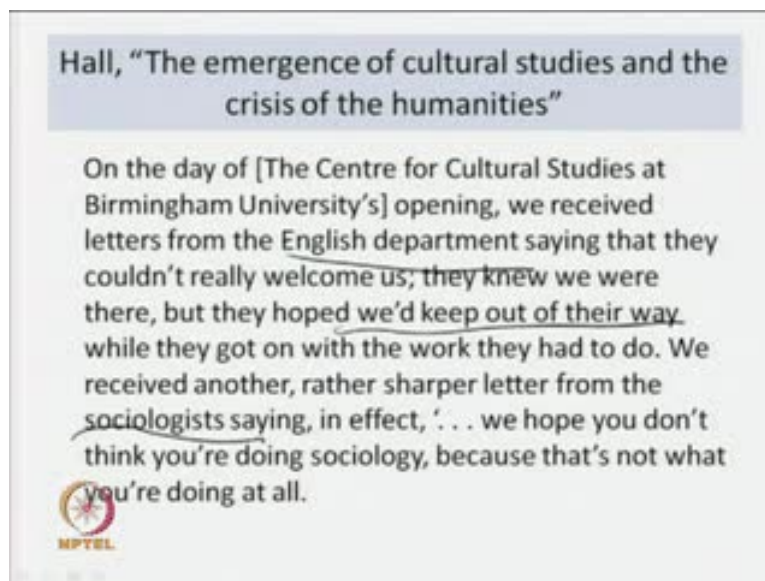 Hall, “The emergence of cultural studies and the
crisis of the humanities”
On the day of [The Centre for Cultural Studies at
Birmingham University’s] opening, we received
letters from the English department saying that they
couldn’t really welcome us; they knew we were
there, but they hoped we’d keep out of their way
while they got on with the work they had to do. We
received another, rather sharper letter from the
sociologists saying, in effect, ‘. . . we hope you don’t
think you’re doing sociology, because that’s not what
you’re doing at all.
NPTEL